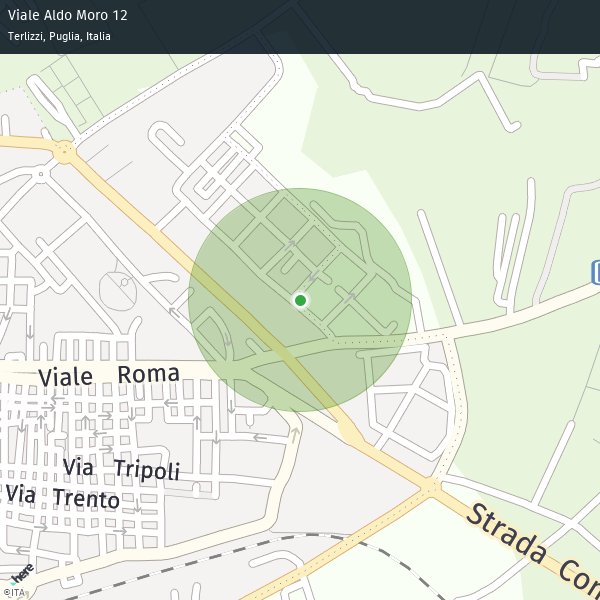 Viale Aldo Moro 12
Terlizzi, Puglia, Italia
Viale Roma
Via Tripoli
Via Trento
Strada Com
here
©ITA